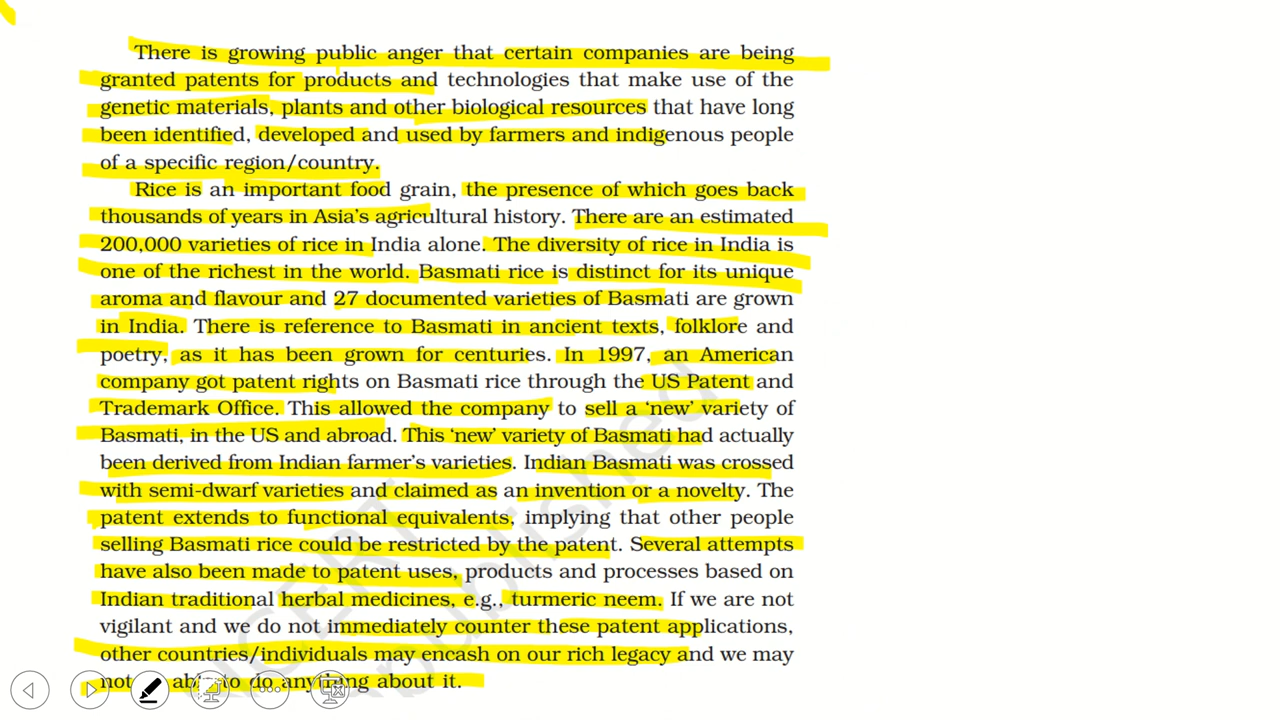 There is growing public anger that certain companies are being
granted patents for products and technologies that make use of the
genetic materials, plants and other biological resources that have long
been identified, developed and used by farmers and indigenous people
of a specific region/country.
Rice is an important food grain, the presence of which goes back
thousands of years in Asia's agricultural history. There are an estimated
200,000 varieties of rice in India alone. The diversity of rice in India is
one of the richest in the world. Basmati rice is distinct for its unique
aroma and flavour and 27 documented varieties of Basmati are grown
in India. There is reference to Basmati in ancient texts, folklore and
poetry, as it has been grown for centuries. In 1997, an American
company got patent rights on Basmati rice through the US Patent and
Trademark Office. This allowed the company to sell a ‘new’ variety of
Basmati, in the US and abroad. This ‘new’ variety of Basmati had actually
been derived from Indian farmer's varieties. Indian Basmati was crossed
with semi-dwarf varieties and claimed as an invention or a novelty. The
patent extends to functional equivalents, implying that other people
selling Basmati rice could be restricted by the patent. Several attempts
have also been made to patent uses, products and processes based on
Indian traditional herbal medicines, e.g., turmeric neem. If we are not
vigilant and we do not immediately counter these patent applications,
other countries/individuals may encash on our rich legacy and we may
not able to do anything about it.